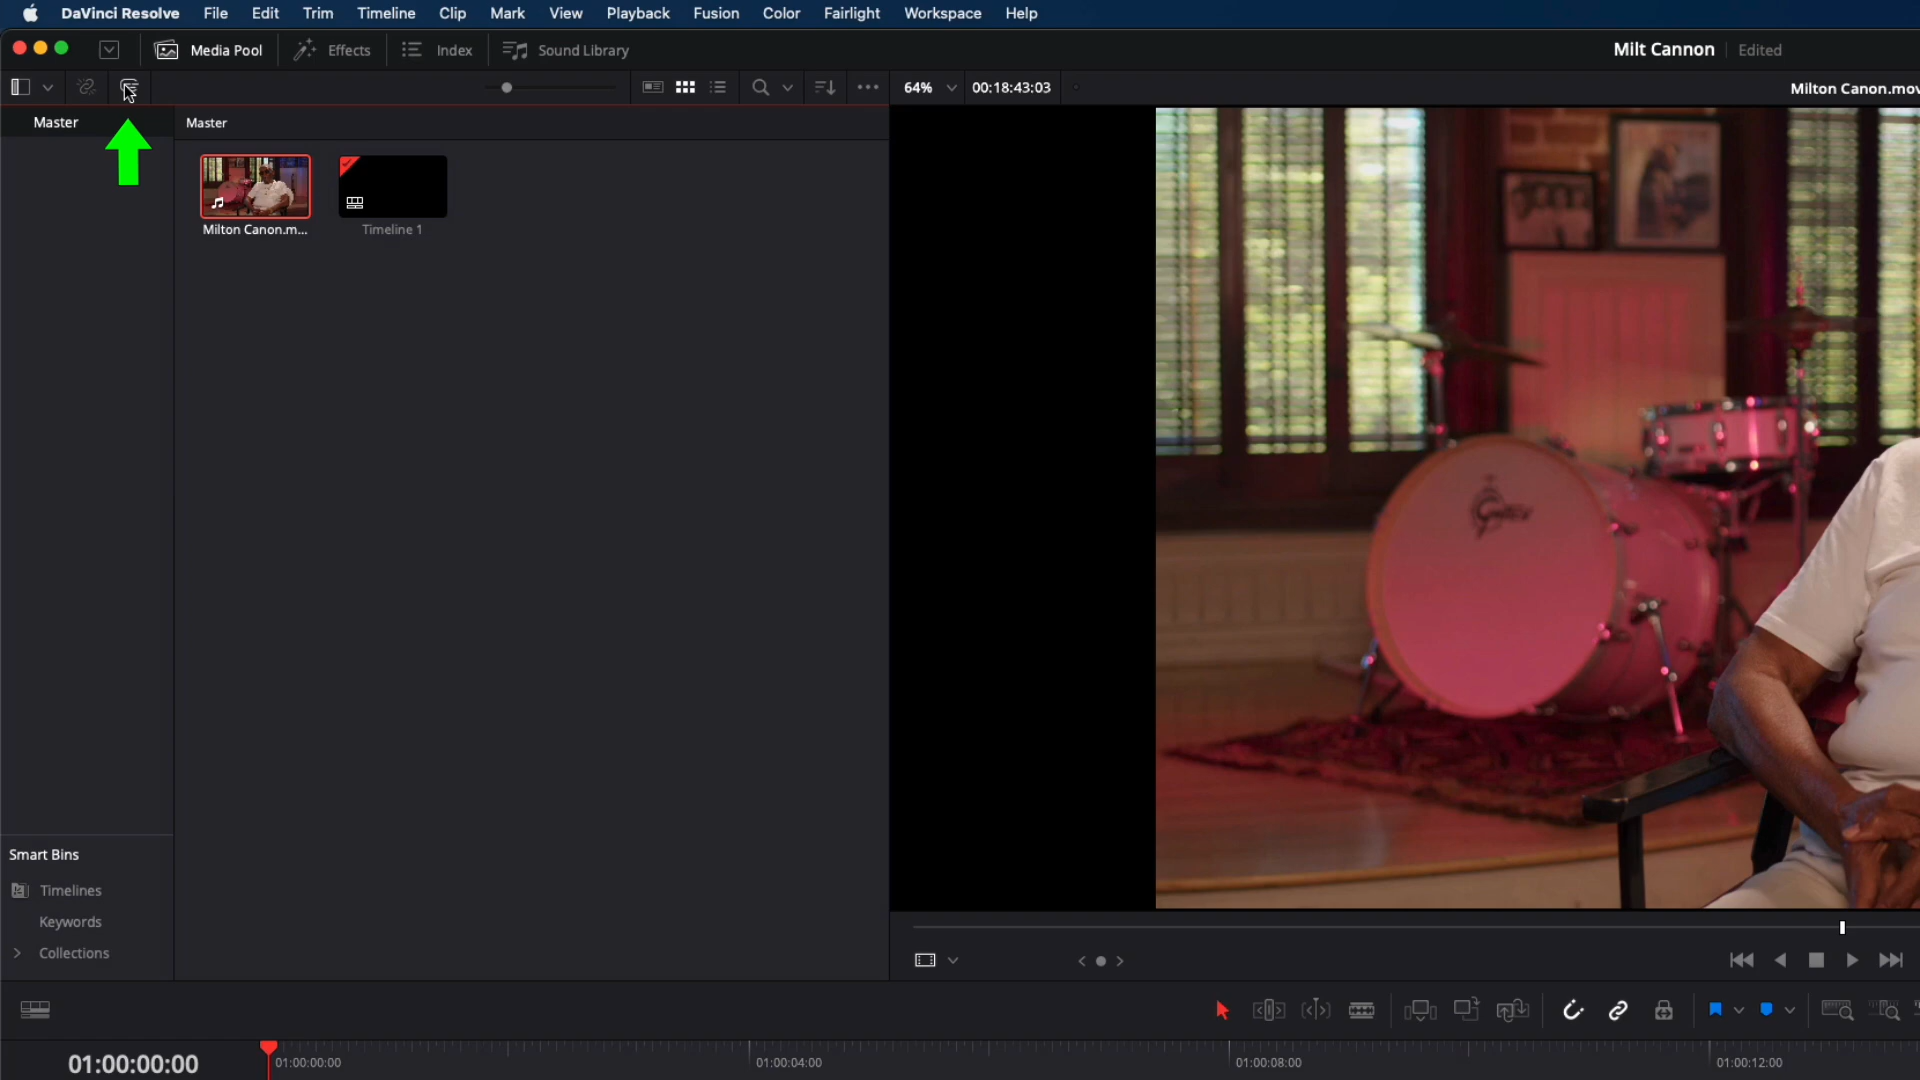 DaVinci Resolve File Edit Trim Timeline Clip Mark View Playback Fusion Color Fairlight Workspace Help
Media Pool Effects Index Sound Library Milt Cannon Edited
64% 00:18:43:03 Milton Canon.mov
Master Master
Milton Canon.m... Timeline 1
Gretsch
Smart Bins
Timelines
Keywords
Collections
01:00:00:00 01:00:00:00 01:00:04:00 01:00:08:00 01:00:12:00